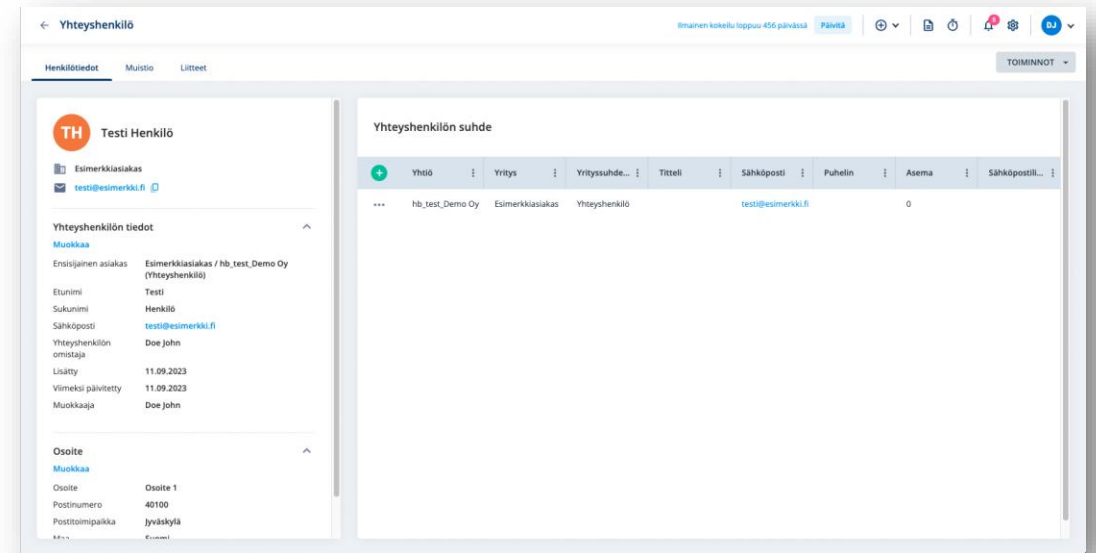 Yhteyshenkilö
Ilmainen kokeilu loppuu 456 päivässä Päivitä
DJ
Henkilötiedot Muistio Liitteet
TOIMINNOT
TH Testi Henkilö
Esimerkkiasiakas
testi@esimerkki.fi
Yhteyshenkilön tiedot
Muokkaa
Ensisijainen asiakas Esimerkkiasiakas / hb_test_Demo Oy
(Yhteyshenkilö)
Etunimi Testi
Sukunimi Henkilö
Sähköposti testi@esimerkki.fi
Yhteyshenkilön Doe John
omistaja
Lisätty 11.09.2023
Viimeksi päivitetty 11.09.2023
Muokkaaja Doe John
Osoite
Muokkaa
Osoite Osoite 1
Postinumero 40100
Postitoimipaikka Jyväskylä
Maa Suomi
Yhteyshenkilön suhde
Yhtiö Yritys Yrityssuhde... Titteli Sähköposti Puhelin Asema Sähköpostili...
hb_test_Demo Oy Esimerkkiasiakas Yhteyshenkilö testi@esimerkki.fi 0